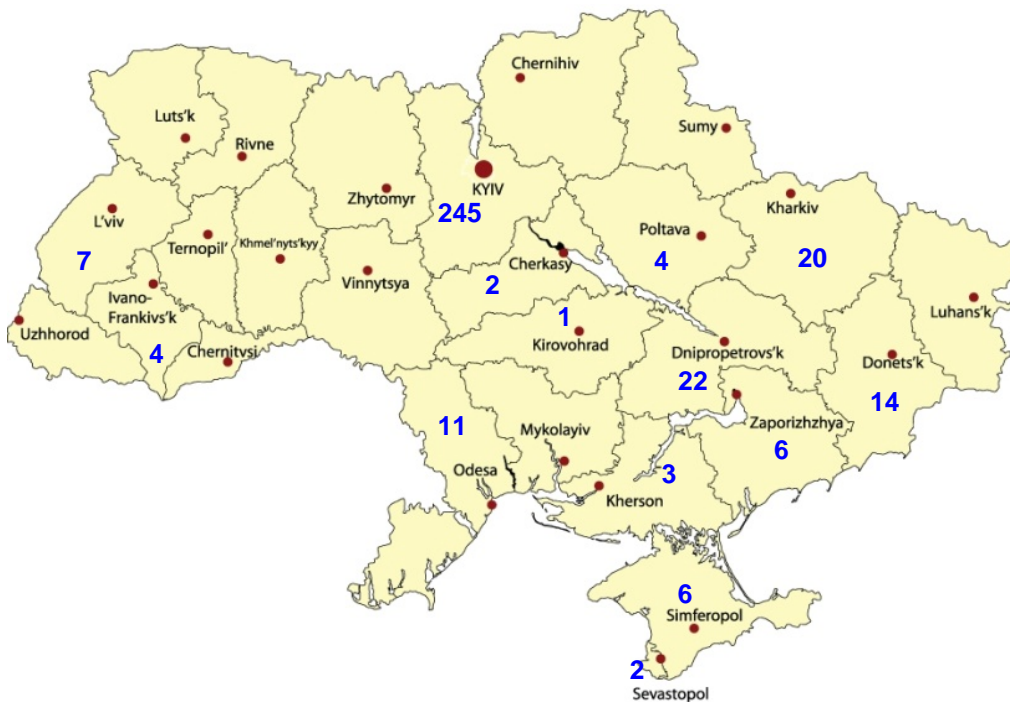 Chernihiv
Luts'k
Sumy
Rivne
KYIV
Zhytomyr
Kharkiv
L'viv
245
Poltava
Ternopil'
Khmel'nyts'kyy
7
Cherkasy
4
20
Vinnytsya
2
Ivano-
Frankivs'k
Luhans'k
1
Uzhhorod
Kirovohrad
4
Chernitvsi
Dnipropetrovs'k
Donets'k
22
14
11
Mykolayiv
Zaporizhzhya
6
Odesa
3
Kherson
6
Simferopol
2
Sevastopol